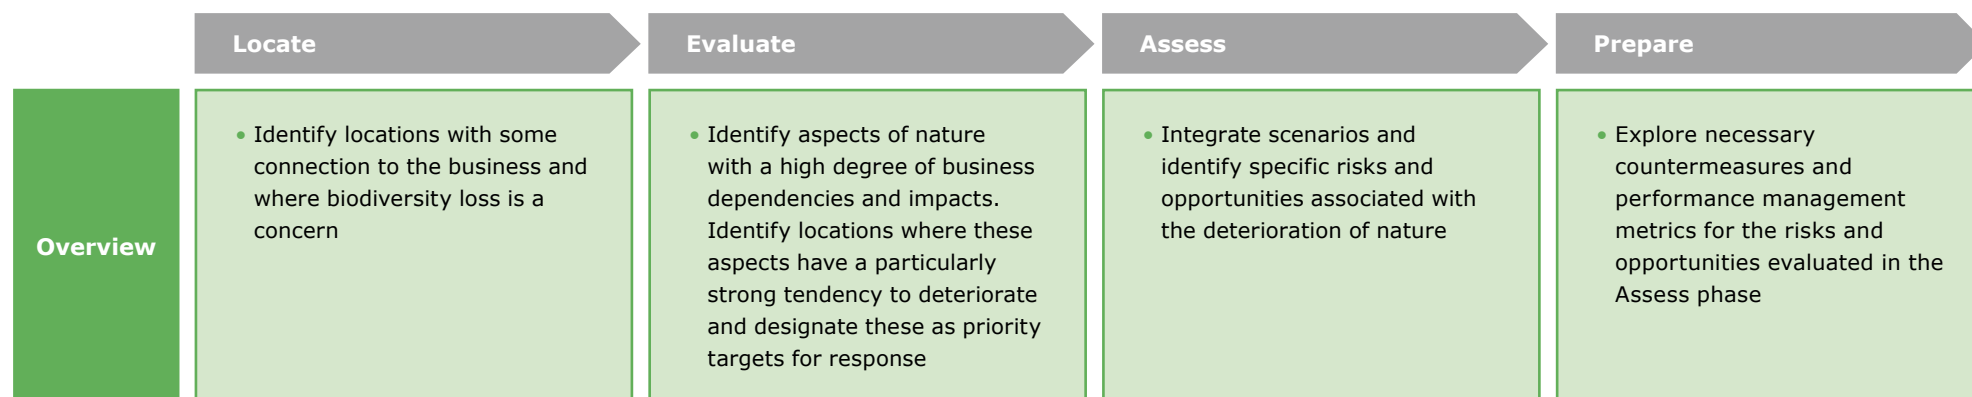 Locate
Evaluate
Assess
Prepare
Overview
• Identify locations with some
connection to the business and
where biodiversity loss is a
concern
• Identify aspects of nature
with a high degree of business
dependencies and impacts.
Identify locations where these
aspects have a particularly
strong tendency to deteriorate
and designate these as priority
targets for response
• Integrate scenarios and
identify specific risks and
opportunities associated with
the deterioration of nature
• Explore necessary
countermeasures and
performance management
metrics for the risks and
opportunities evaluated in the
Assess phase